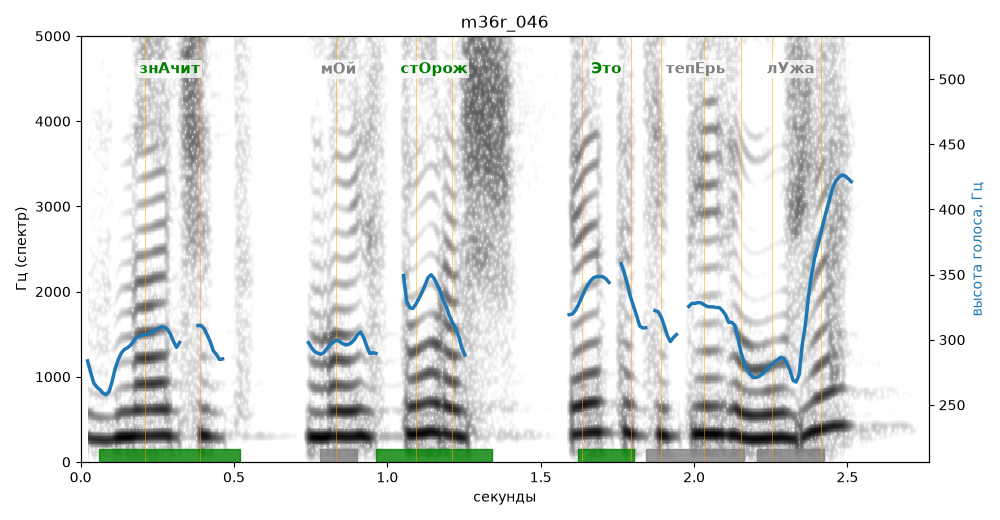 m36r_046
знАчит мОй стОрож Это тепЕрь лУжа
Гц (спектр)
5000
4000
3000
2000
1000
0
500
450
400
350
300
250
высота голоса, Гц
0.0 0.5 1.0 1.5 2.0 2.5
секунды